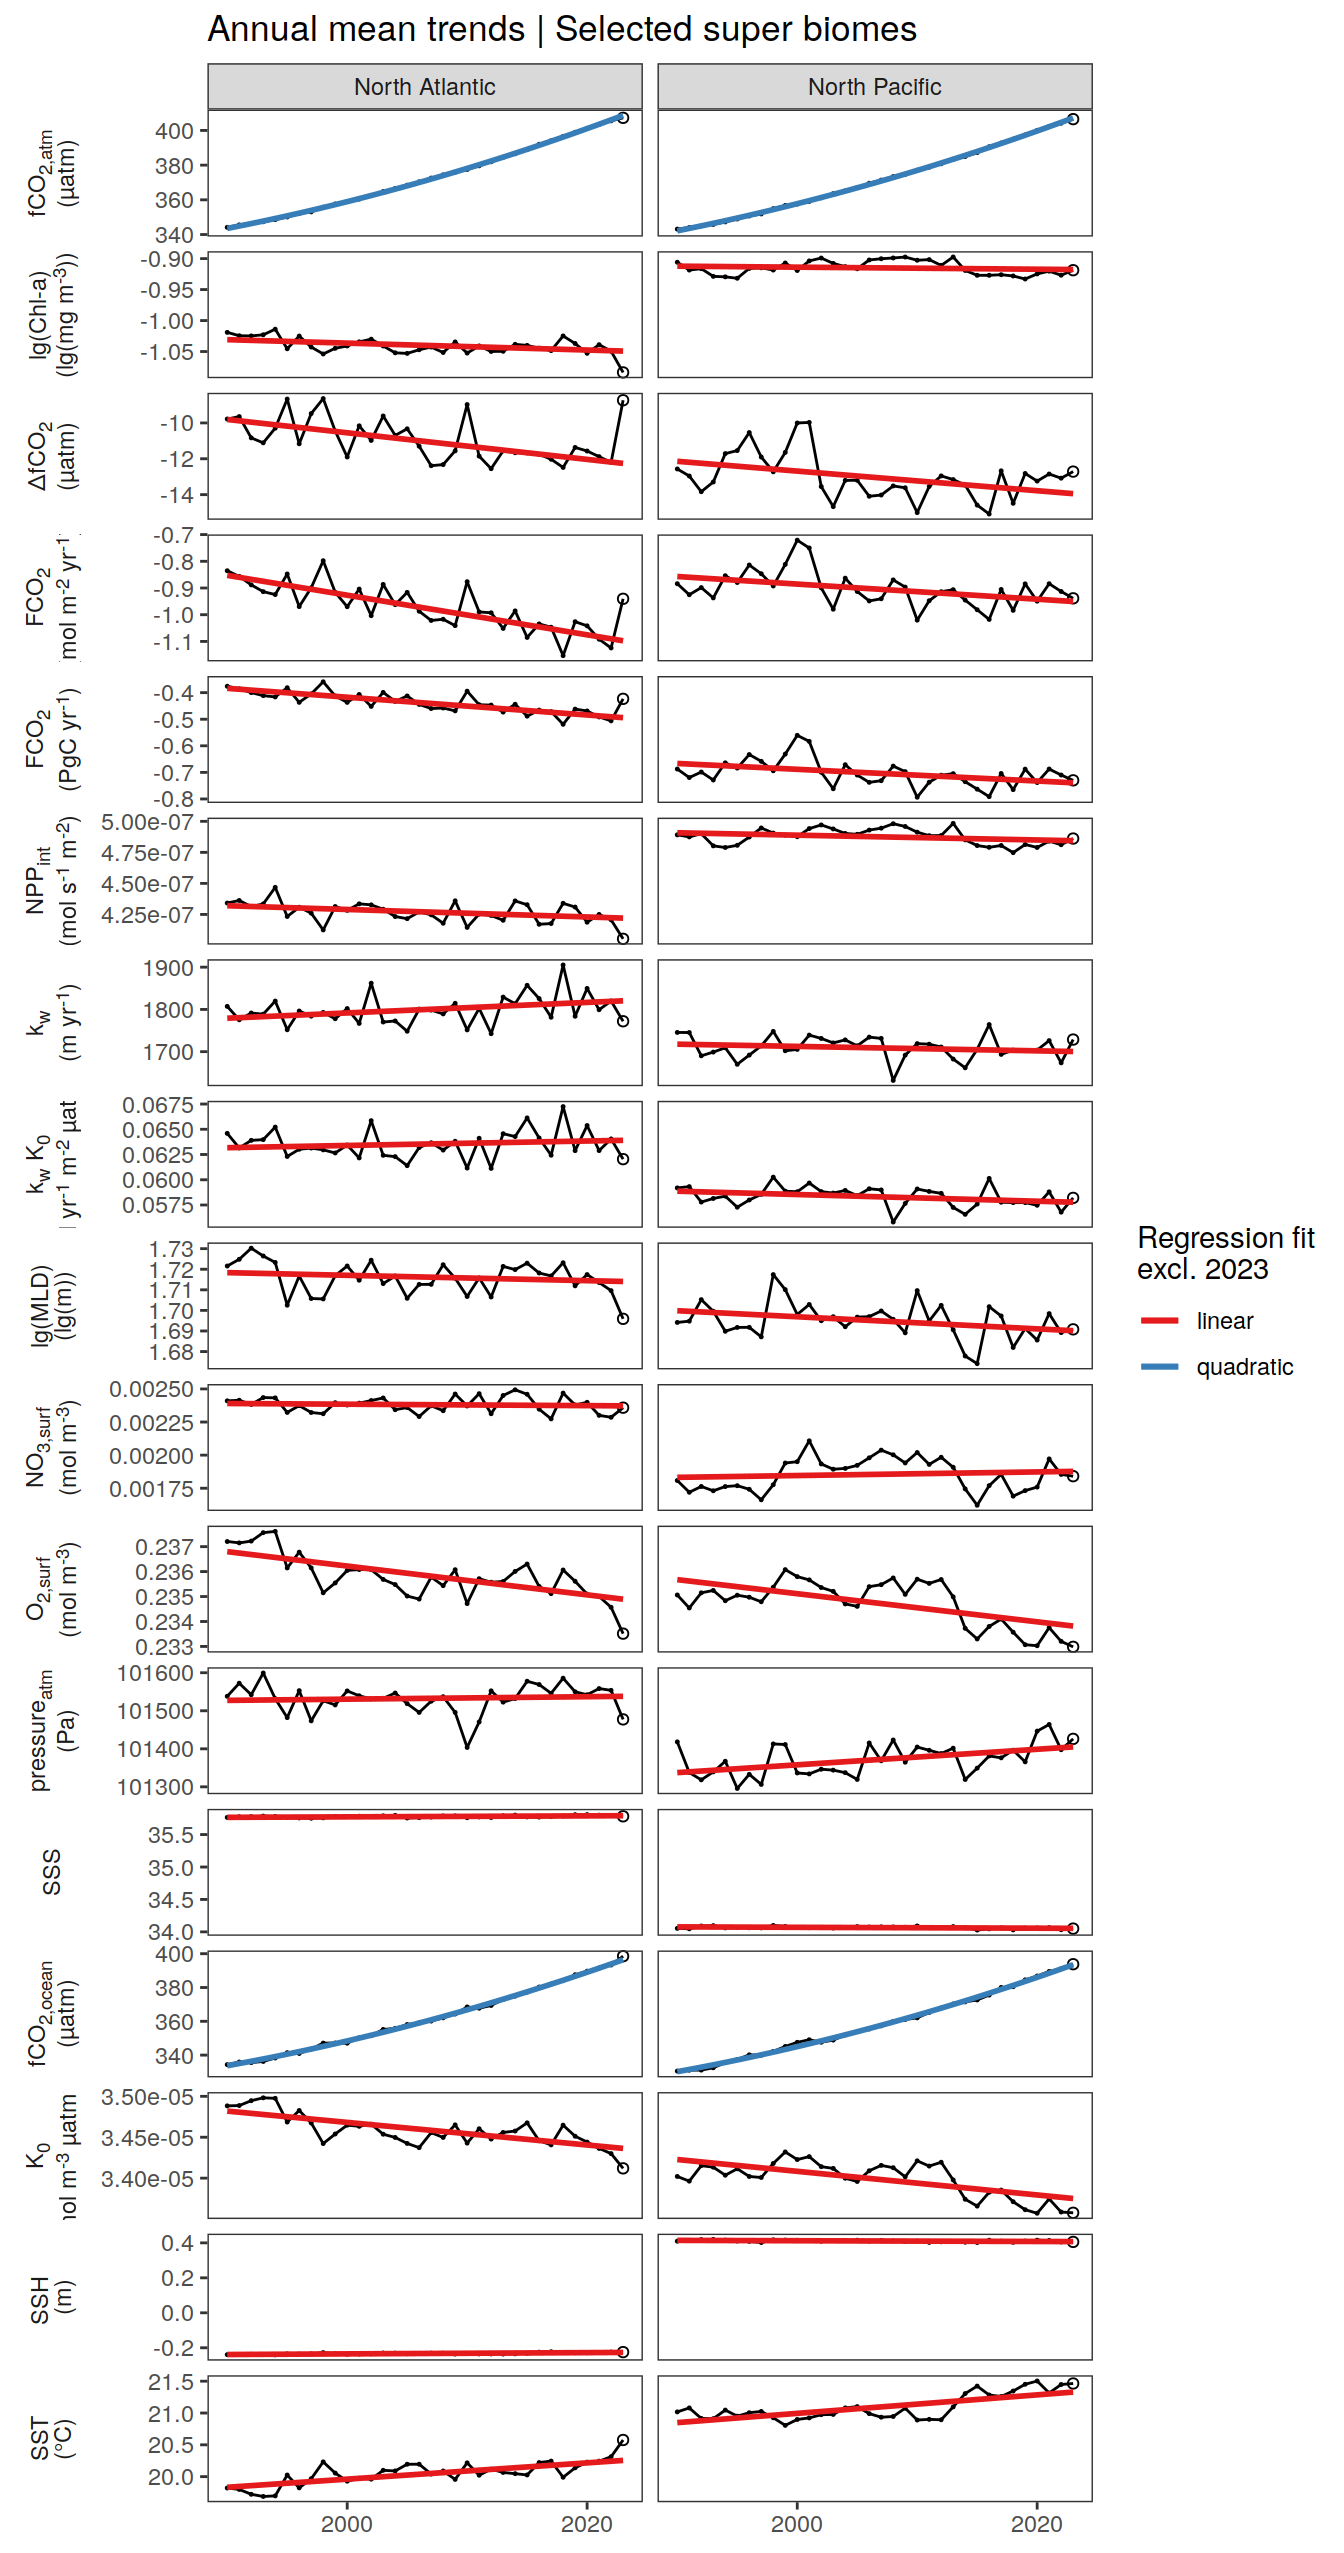 Annual mean trends | Selected super biomes
North Atlantic
North Pacific
fCO2,atm
(µatm)
400
380
360
340
lg(Chl-a)
(lg(mg m-3))
-0.90
-0.95
-1.00
-1.05
ΔfCO2
(µatm)
-10
-12
-14
FCO2
mol m-2 yr-1
-0.7
-0.8
-0.9
-1.0
-1.1
FCO2
(PgC yr-1)
-0.4
-0.5
-0.6
-0.7
-0.8
NPPint
(mol s-1 m-2)
5.00e-07
4.75e-07
4.50e-07
4.25e-07
kw
(m yr-1)
1900
1800
1700
kw K0
yr-1 m-2 µat
0.0675
0.0650
0.0625
0.0600
0.0575
lg(MLD)
(lg(m))
1.73
1.72
1.71
1.70
1.69
1.68
NO3,surf
(mol m-3)
0.00250
0.00225
0.00200
0.00175
O2,surf
(mol m-3)
0.237
0.236
0.235
0.234
0.233
pressureatm
(Pa)
101600
101500
101400
101300
SSS
35.5
35.0
34.5
34.0
fCO2,ocean
(µatm)
400
380
360
340
K0
ol m-3 µatm
3.50e-05
3.45e-05
3.40e-05
SSH
(m)
0.4
0.2
0.0
-0.2
SST
(°C)
21.5
21.0
20.5
20.0
2000
2020
2000
2020
Regression fit
excl. 2023
linear
quadratic